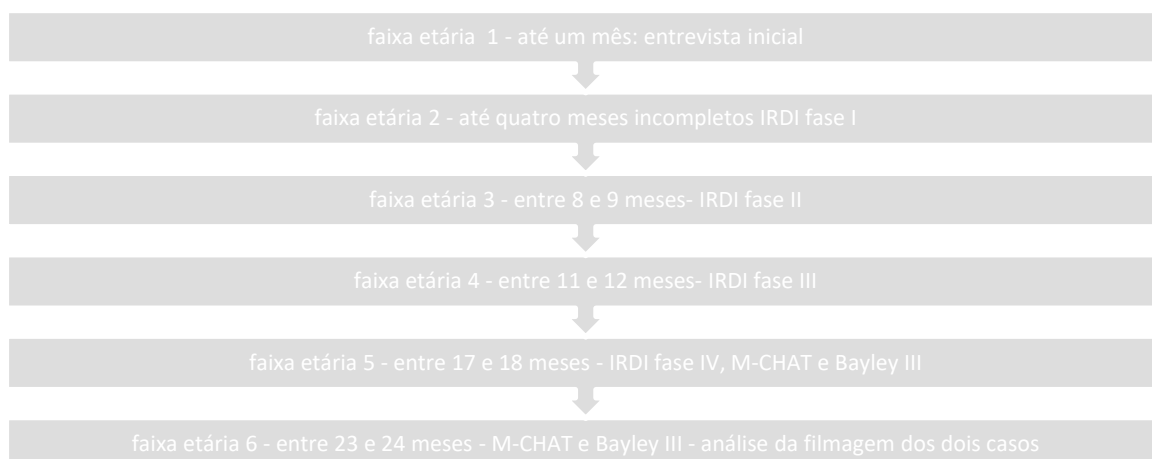 faixa etária 1 - até um mês: entrevista inicial
faixa etária 2 - até quatro meses incompletos IRDI fase I
faixa etária 3 - entre 8 e 9 meses- IRDI fase II
faixa etária 4 - entre 11 e 12 meses- IRDI fase III
faixa etária 5 - entre 17 e 18 meses - IRDI fase IV, M-CHAT e Bayley III
faixa etária 6 - entre 23 e 24 meses - M-CHAT e Bayley III - análise da filmagem dos dois casos